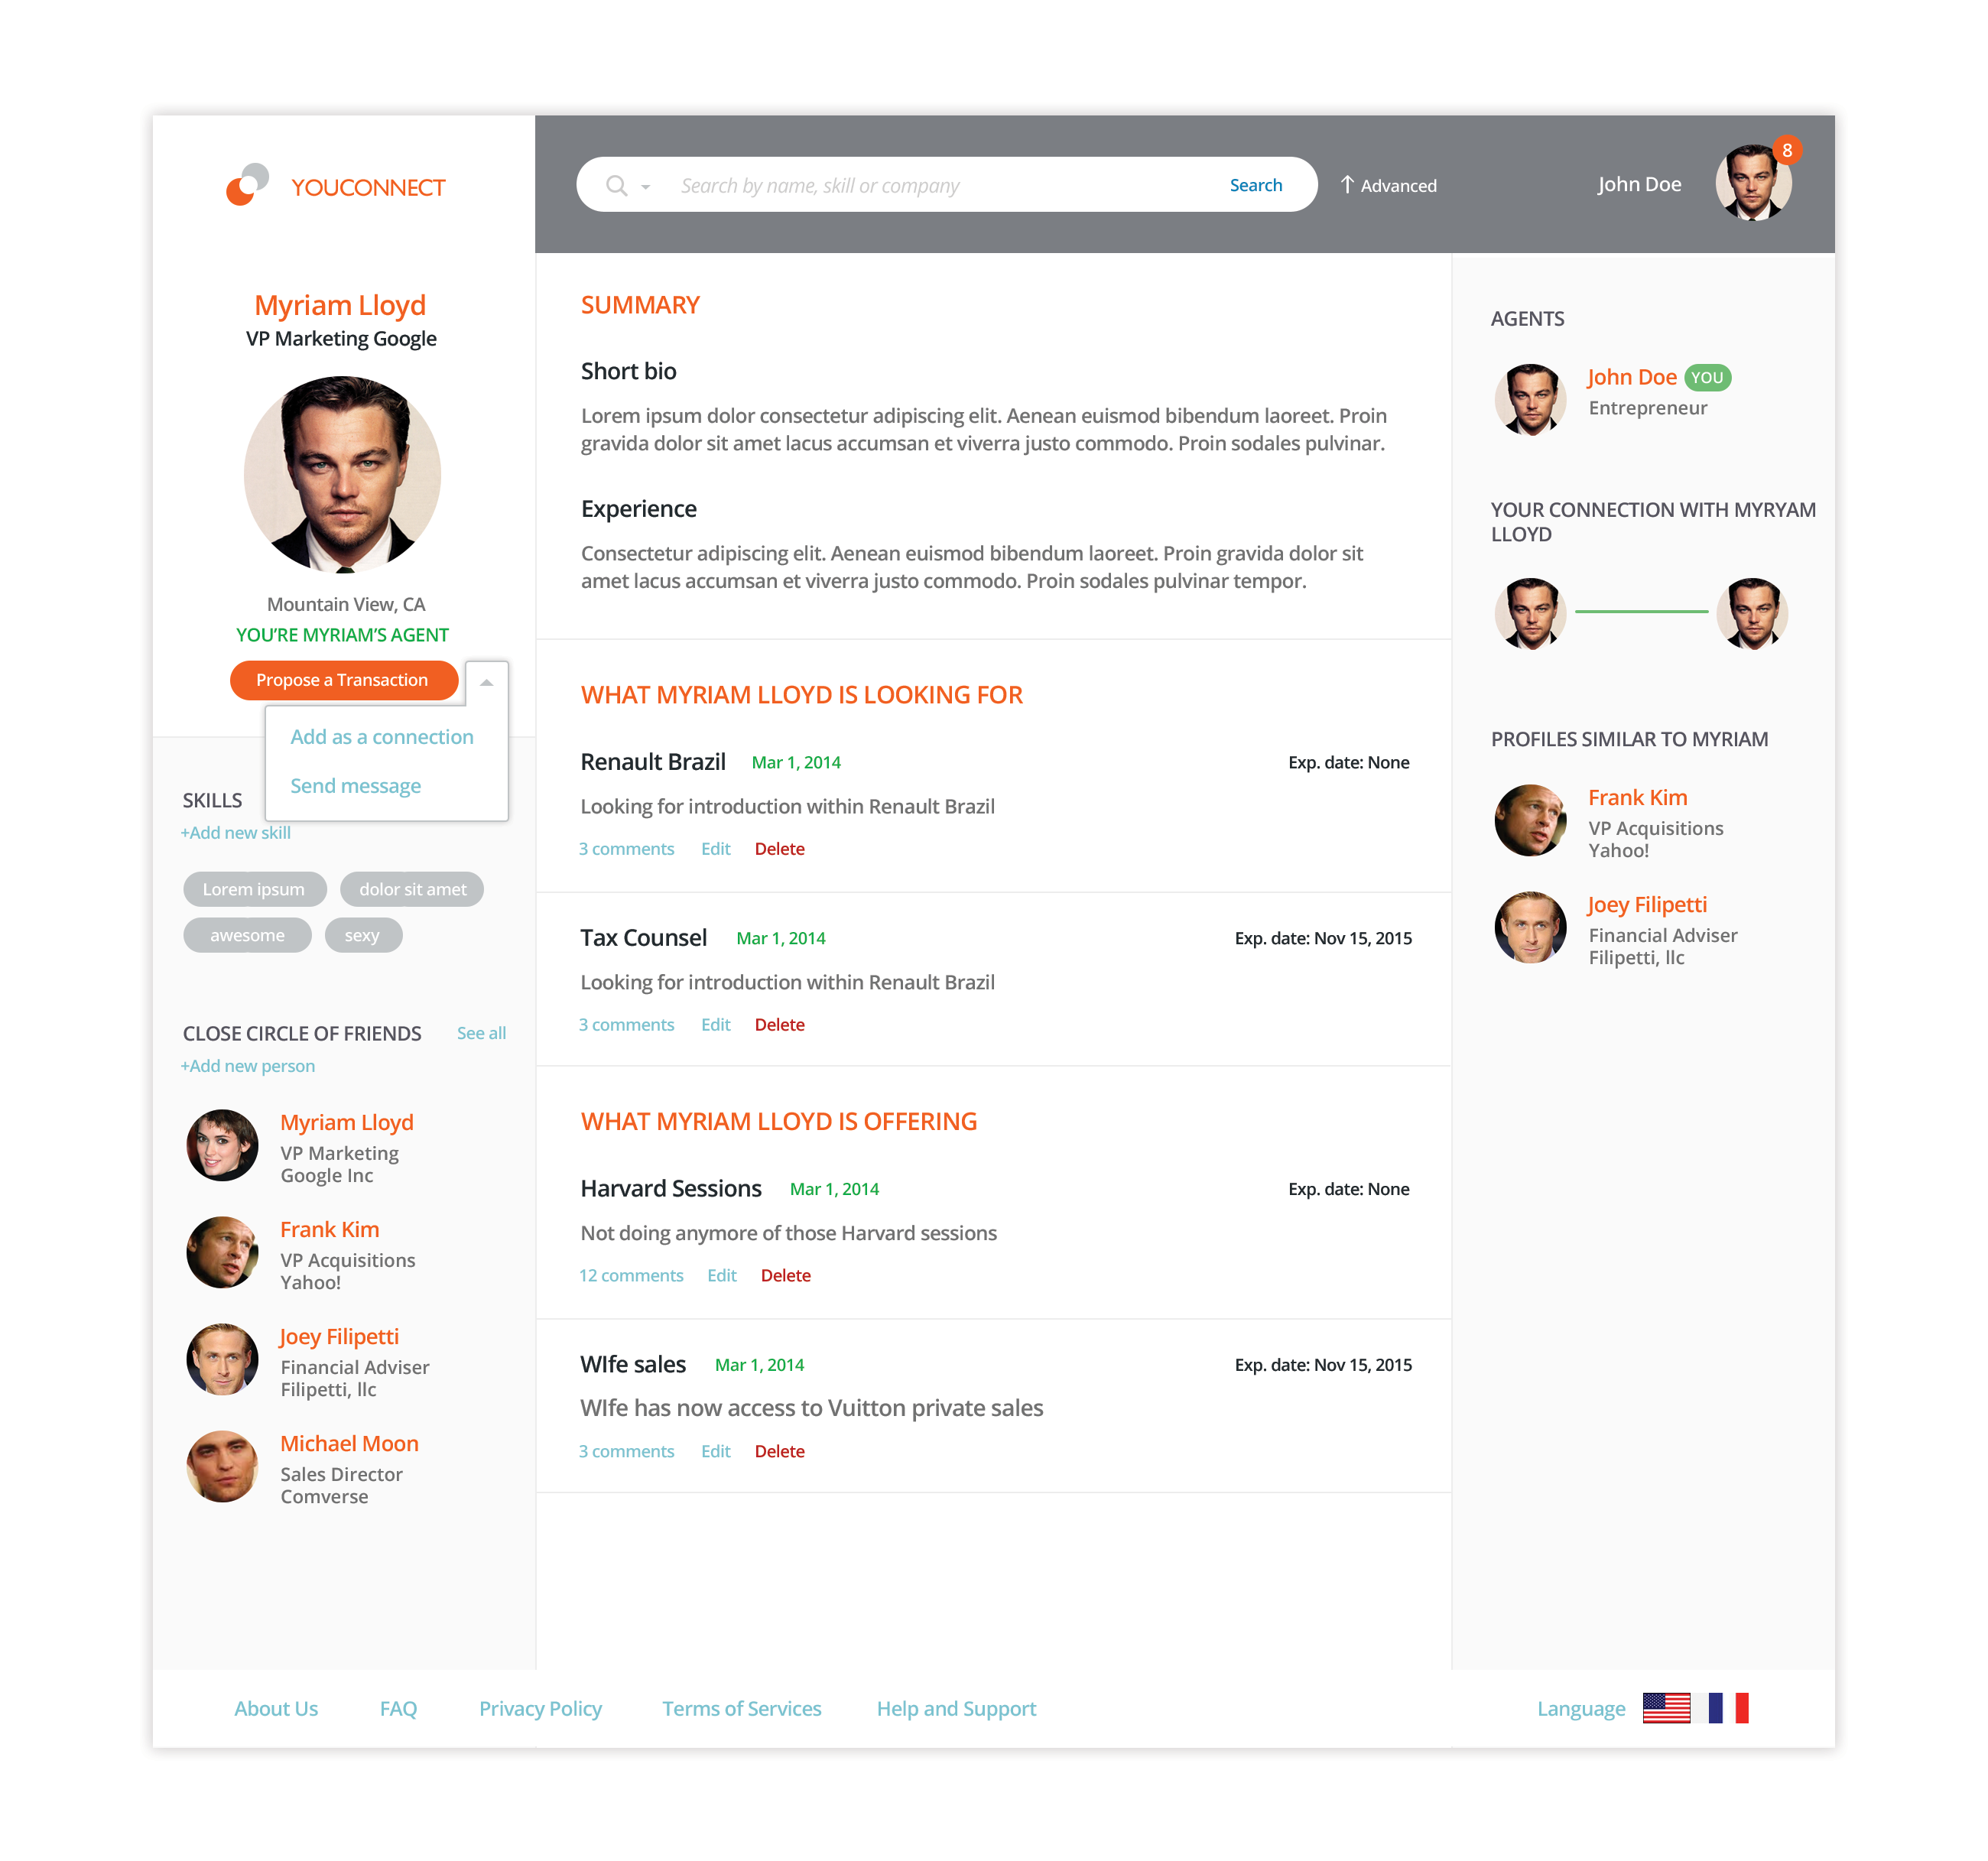 YOUCONNECT
Search by name, skill or company
Search
Advanced
John Doe
8
Myriam Lloyd
VP Marketing Google
Mountain View, CA
YOU'RE MYRIAM'S AGENT
Propose a Transaction
Add as a connection
Send message
SKILLS
+Add new skill
Lorem ipsum
dolor sit amet
awesome
sexy
CLOSE CIRCLE OF FRIENDS
See all
+Add new person
Myriam Lloyd
VP Marketing
Google Inc
Frank Kim
VP Acquisitions
Yahoo!
Joey Filipetti
Financial Adviser
Filipetti, llc
Michael Moon
Sales Director
Comverse
SUMMARY
Short bio
Lorem ipsum dolor consectetur adipiscing elit. Aenean euismod bibendum laoreet. Proin
gravida dolor sit amet lacus accumsan et viverra justo commodo. Proin sodales pulvinar.
Experience
Consectetur adipiscing elit. Aenean euismod bibendum laoreet. Proin gravida dolor sit
amet lacus accumsan et viverra justo commodo. Proin sodales pulvinar tempor.
WHAT MYRIAM LLOYD IS LOOKING FOR
Renault Brazil Mar 1, 2014 Exp. date: None
Looking for introduction within Renault Brazil
3 comments Edit Delete
Tax Counsel Mar 1, 2014 Exp. date: Nov 15, 2015
Looking for introduction within Renault Brazil
3 comments Edit Delete
WHAT MYRIAM LLOYD IS OFFERING
Harvard Sessions Mar 1, 2014 Exp. date: None
Not doing anymore of those Harvard sessions
12 comments Edit Delete
WIfe sales Mar 1, 2014 Exp. date: Nov 15, 2015
WIfe has now access to Vuitton private sales
3 comments Edit Delete
AGENTS
John Doe YOU
Entrepreneur
YOUR CONNECTION WITH MYRYAM
LLOYD
PROFILES SIMILAR TO MYRIAM
Frank Kim
VP Acquisitions
Yahoo!
Joey Filipetti
Financial Adviser
Filipetti, llc
About Us FAQ Privacy Policy Terms of Services Help and Support Language